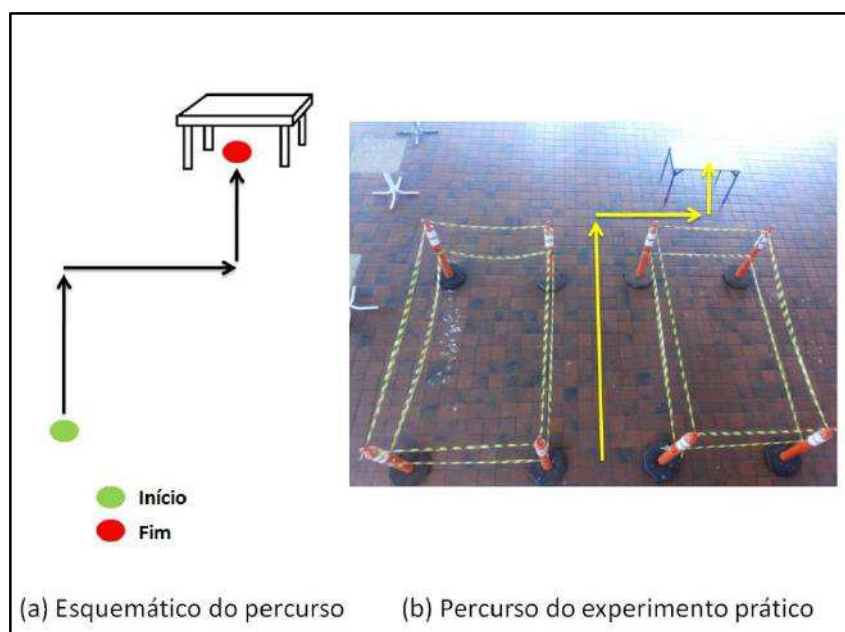 Início
Fim
(a) Esquemático do percurso
(b) Percurso do experimento prático